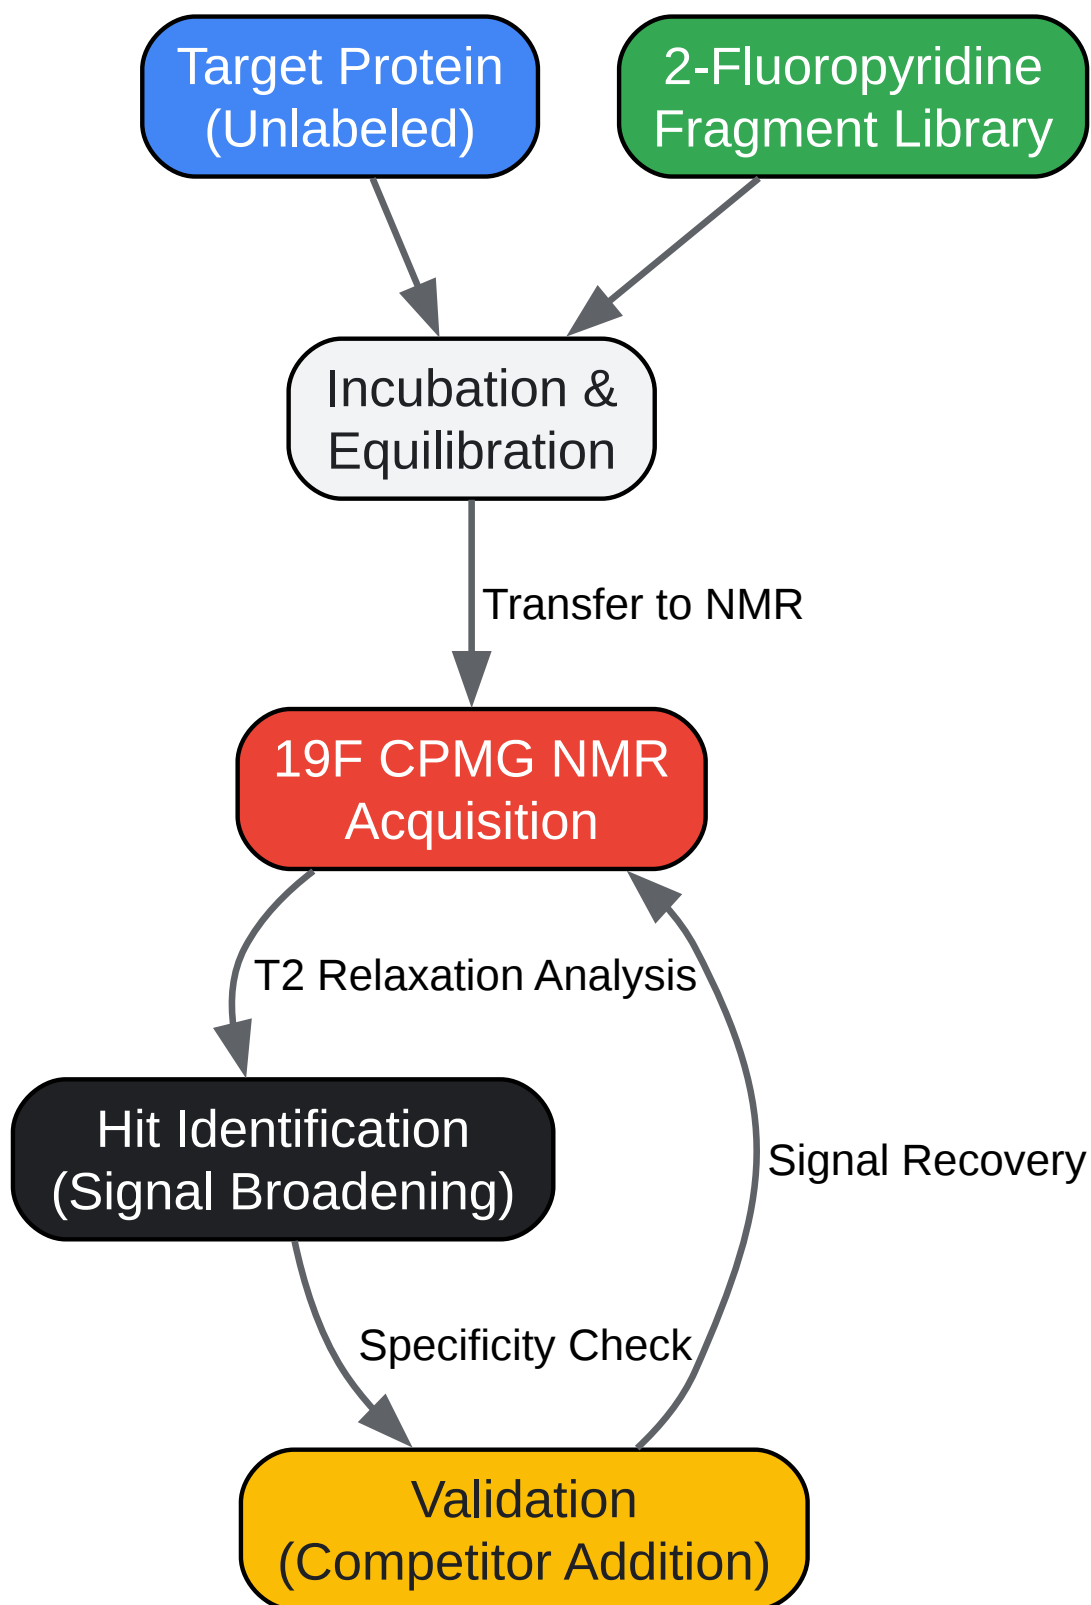 Target Protein
(Unlabeled)
2-Fluoropyridine
Fragment Library
Incubation &
Equilibration
Transfer to NMR
19F CPMG NMR
Acquisition
T2 Relaxation Analysis
Hit Identification
(Signal Broadening)
Signal Recovery
Specificity Check
Validation
(Competitor Addition)